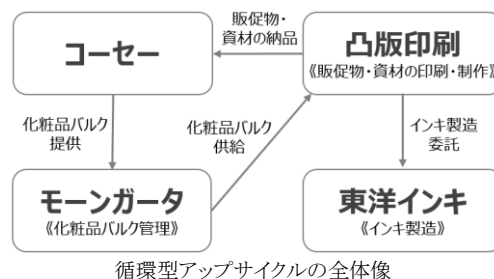 販促物・
資材の納品
コーセー
凸版印刷
《販促物・資材の印刷・制作》
化粧品バルク
提供
化粧品バルク
供給
インキ製造
委託
モーンガータ
《化粧品バルク管理》
東洋インキ
《インキ製造》
循環型アップサイクルの全体像